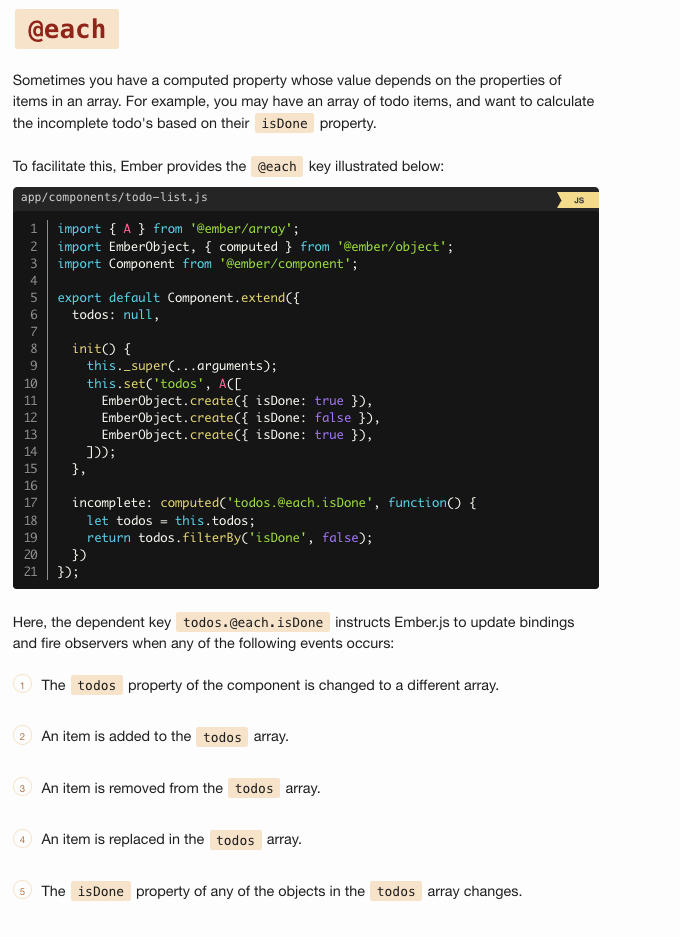 @each
Sometimes you have a computed property whose value depends on the properties of
items in an array. For example, you may have an array of todo items, and want to calculate
the incomplete todo's based on their isDone property.
To facilitate this, Ember provides the @each key illustrated below:
app/components/todo-list.js
JS
1 import { A } from '@ember/array';
2 import EmberObject, { computed } from '@ember/object';
3 import Component from '@ember/component';
4
5 export default Component.extend({
6   todos: null,
7
8   init() {
9     this._super(...arguments);
10     this.set('todos', A([
11       EmberObject.create({ isDone: true }),
12       EmberObject.create({ isDone: false }),
13       EmberObject.create({ isDone: true }),
14     ]));
15   },
16
17   incomplete: computed('todos.@each.isDone', function() {
18     let todos = this.todos;
19     return todos.filterBy('isDone', false);
20   })
21 });
Here, the dependent key todos.@each.isDone instructs Ember.js to update bindings
and fire observers when any of the following events occurs:
1 The todos property of the component is changed to a different array.
2 An item is added to the todos array.
3 An item is removed from the todos array.
4 An item is replaced in the todos array.
5 The isDone property of any of the objects in the todos array changes.